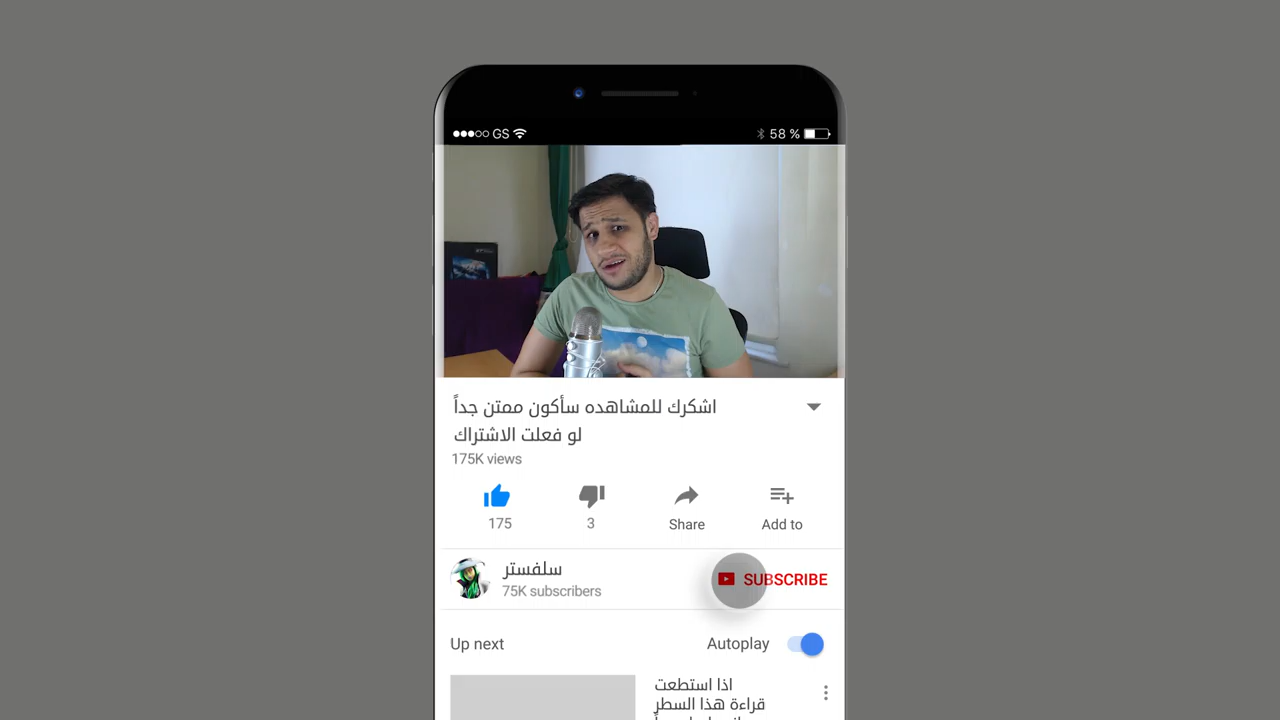 GS
58 %
اشكرك للمشاهده سأكون ممتن جداً
لو فعلت الاشتراك
175K views
175
3
Share
Add to
سلفستر
75K subscribers
SUBSCRIBE
Up next
Autoplay
اذا استطعت
قراءة هذا السطر